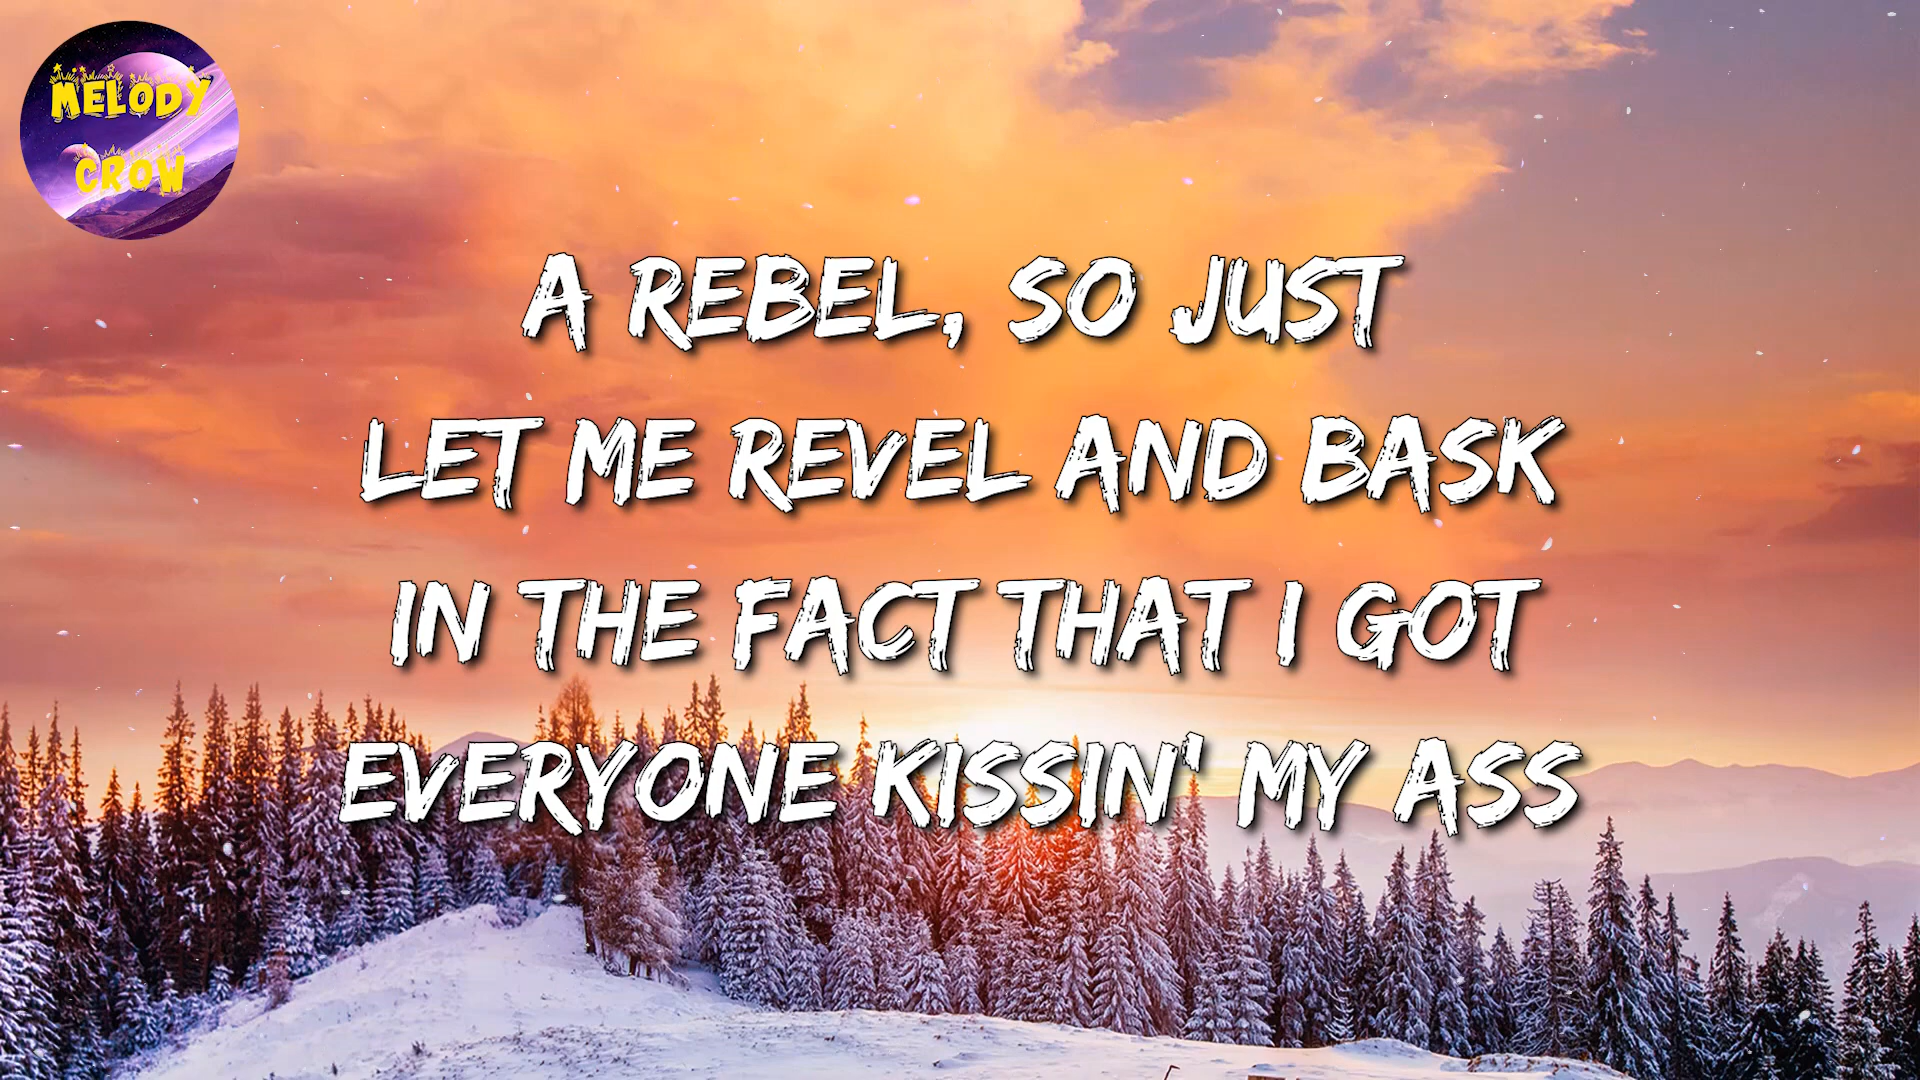 MELODY
CROW
A REBEL, SO JUST
LET ME REVEL AND BASK
IN THE FACT THAT I GOT
EVERYONE KISSIN' MY ASS